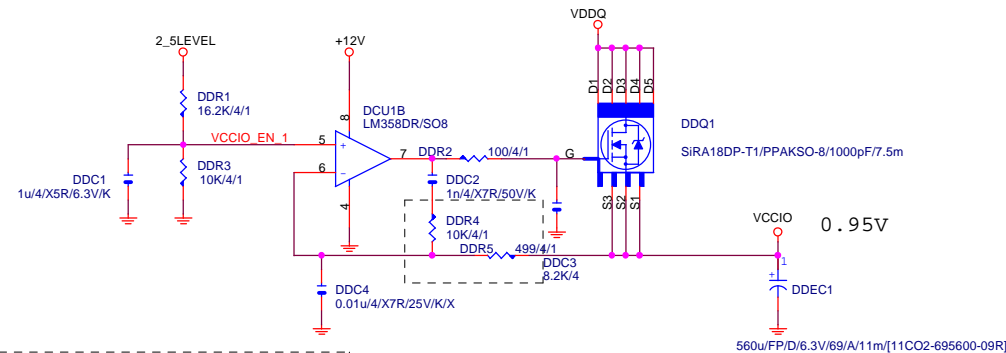 VDDQ
2_5LEVEL
+12V
D1
D2
D3
D4
D5
DDR1
16.2K/4/1
DCU1B
LM358DR/SO8
8
DDQ1
VCCIO_EN_1
5
+
7
DDR2
100/4/1
G
SiRA18DP-T1/PPAKSO-8/1000pF/7.5m
6
-
DDR3
10K/4/1
DDC1
1u/4/X5R/6.3V/K
DDC2
1n/4/X7R/50V/K
4
S3
S2
S1
DDR4
10K/4/1
VCCIO
0.95V
DDR5
499/4/1
DDC3
8.2K/4
1
+
DDC4
0.01u/4/X7R/25V/K/X
DDEC1
560u/FP/D/6.3V/69/A/11m/[11CO2-695600-09R]